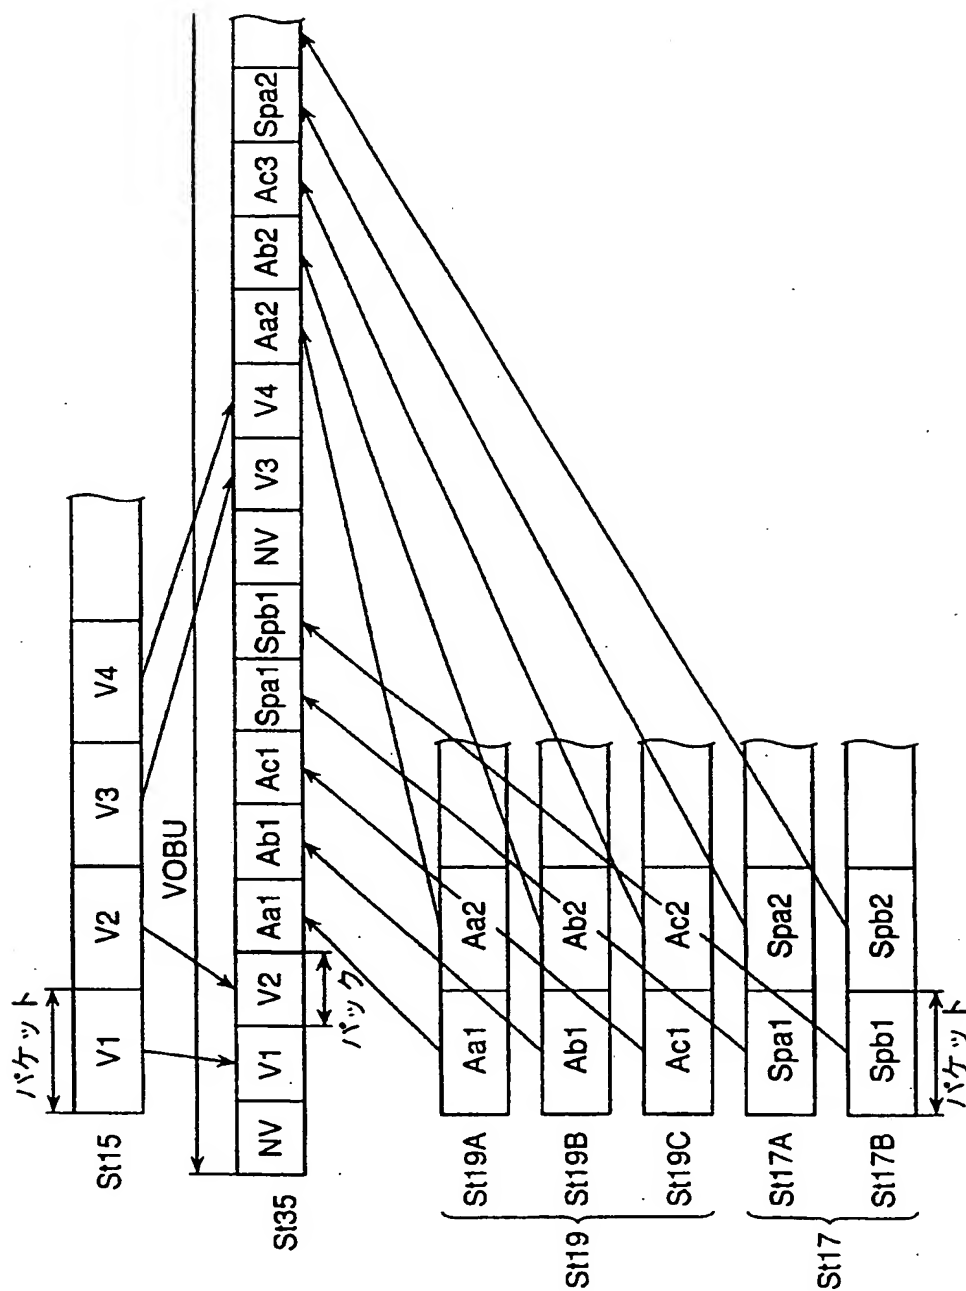 パケット
St15 V1 V2 V3 V4
VOBU
St35 NV V1 V2 Aa1 Ab1 Ac1 Spa1 Spb1 NV V3 V4 Aa2 Ab2 Ac3 Spa2
パック
St19
St19A Aa1 Aa2
St19B Ab1 Ab2
St19C Ac1 Ac2
St17
St17A Spa1 Spa2
St17B Spb1 Spb2
パケット